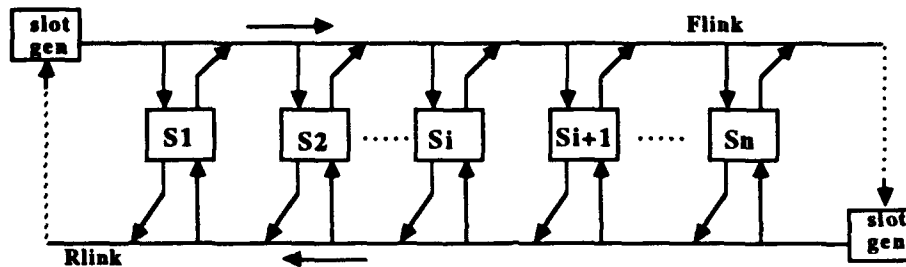 slot
gen
Flink
S1
S2
.....
Si
Si+1
.....
Sn
slot
gen
Rlink